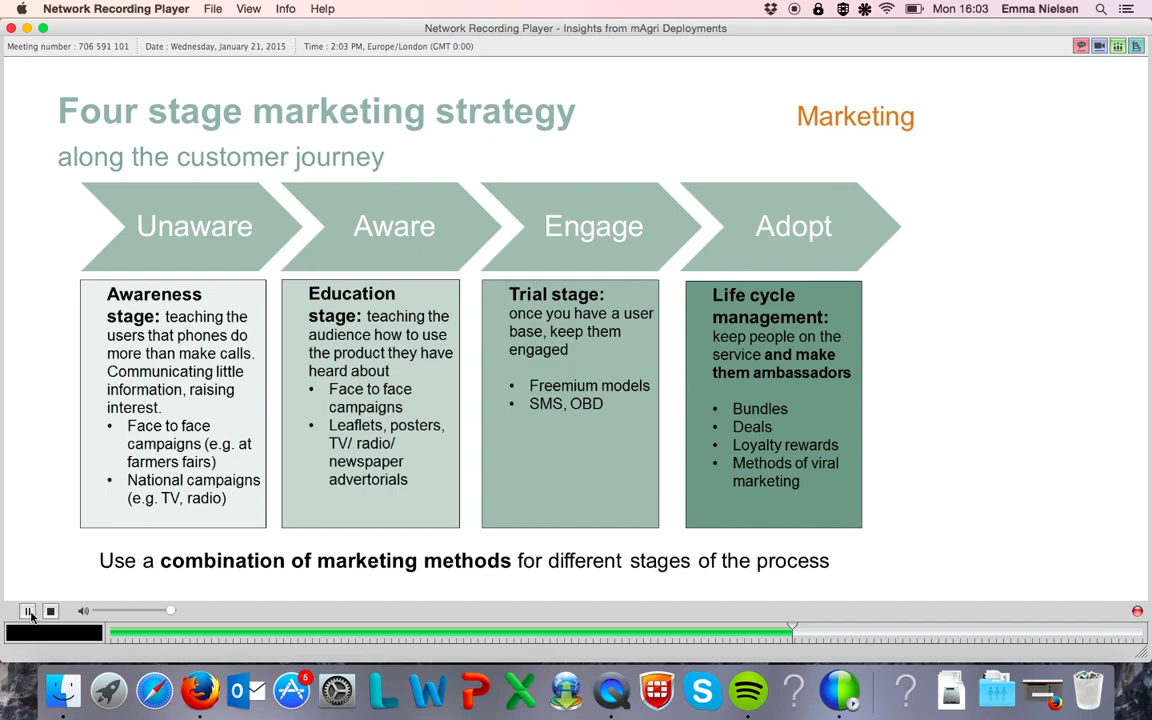 Network Recording Player File View Info Help Mon 16:03 Emma Nielsen
Network Recording Player - Insights from mAgri Deployments
Meeting number : 706 591 101 Date : Wednesday, January 21, 2015 Time : 2:03 PM, Europe/London (GMT 0:00)
Four stage marketing strategy
Marketing
along the customer journey
Unaware
Aware
Engage
Adopt
Awareness
stage: teaching the
users that phones do
more than make calls.
Communicating little
information, raising
interest.
• Face to face
campaigns (e.g. at
farmers fairs)
• National campaigns
(e.g. TV, radio)
Education
stage: teaching the
audience how to use
the product they have
heard about
• Face to face
campaigns
• Leaflets, posters,
TV/ radio/
newspaper
advertorials
Trial stage:
once you have a user
base, keep them
engaged
• Freemium models
• SMS, OBD
Life cycle
management:
keep people on the
service and make
them ambassadors
• Bundles
• Deals
• Loyalty rewards
• Methods of viral
marketing
Use a combination of marketing methods for different stages of the process
5